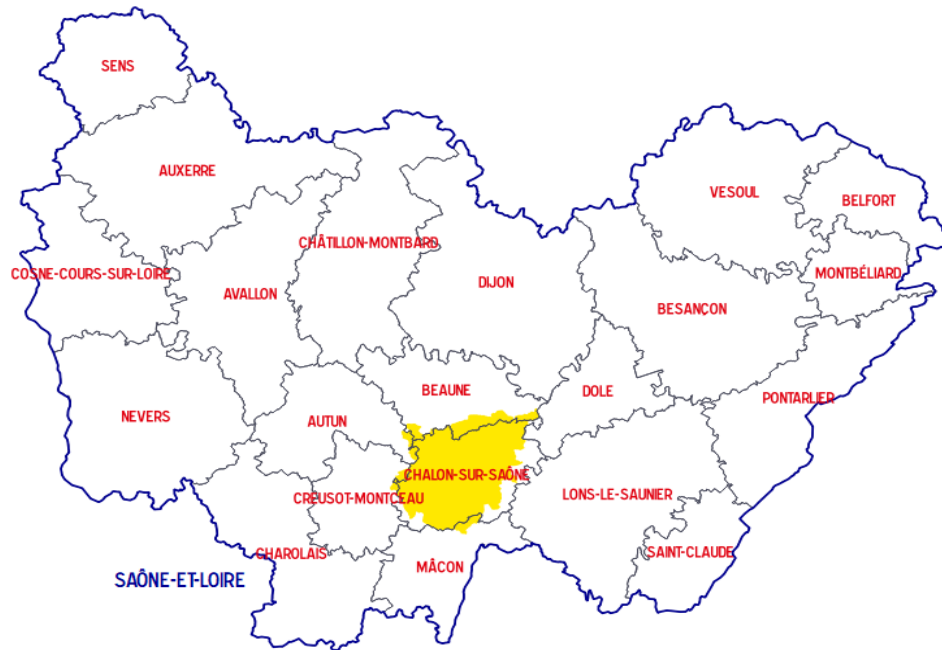 SENS
AUXERRE
VESOUL
BELFORT
CHÂTILLON-MONTBARD
COSNE-COURS-SUR-LOIRE
MONTBÉLIARD
DIJON
AVALLON
BESANÇON
BEAUNE
DOLE
PONTARLIER
NEVERS
AUTUN
CHALON-SUR-SAÔNE
LONS-LE-SAUNIER
CREUSOT-MONTCEAU
CHAROLAIS
SAINT-CLAUDE
MÂCON
SAÔNE-ET-LOIRE